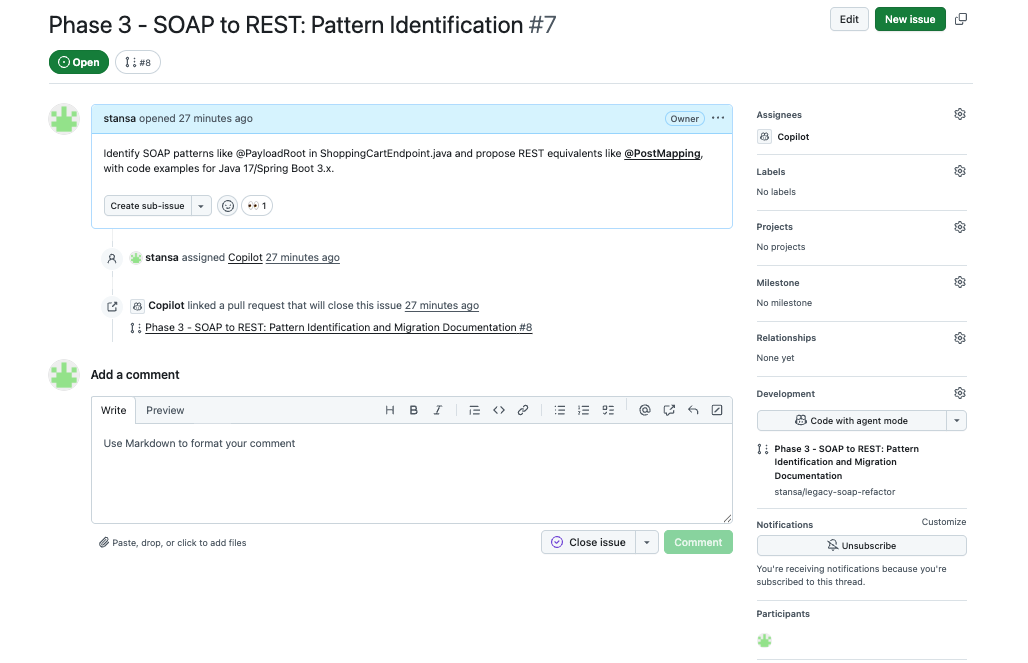 Phase 3 - SOAP to REST: Pattern Identification #7
Edit
New issue
Open
#8
stansa opened 27 minutes ago
Owner
Identify SOAP patterns like @PayloadRoot in ShoppingCartEndpoint.java and propose REST equivalents like @PostMapping,
with code examples for Java 17/Spring Boot 3.x.
Create sub-issue
1
stansa assigned Copilot 27 minutes ago
Copilot linked a pull request that will close this issue 27 minutes ago
Phase 3 - SOAP to REST: Pattern Identification and Migration Documentation #8
Add a comment
Write
Preview
Use Markdown to format your comment
Paste, drop, or click to add files
Close issue
Comment
Assignees
Copilot
Labels
No labels
Projects
No projects
Milestone
No milestone
Relationships
None yet
Development
Code with agent mode
Phase 3 - SOAP to REST: Pattern
Identification and Migration
Documentation
stansa/legacy-soap-refactor
Notifications
Customize
Unsubscribe
You're receiving notifications because you're
subscribed to this thread.
Participants